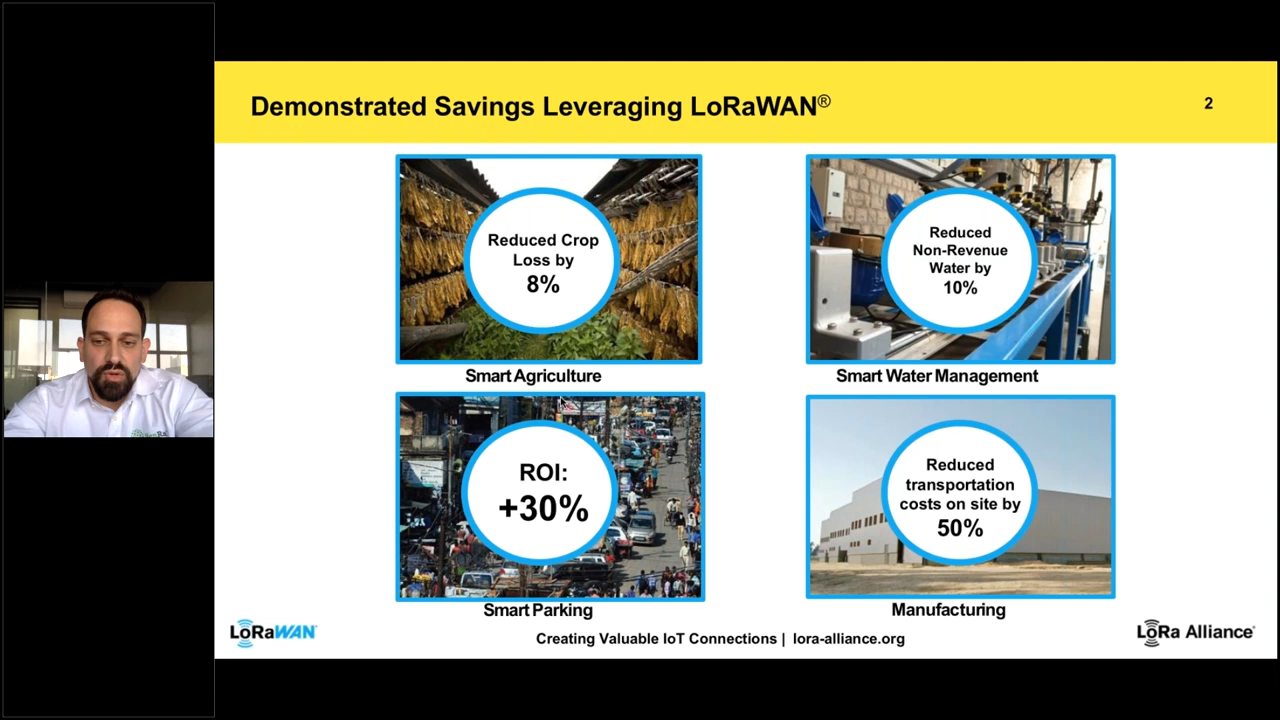 Demonstrated Savings Leveraging LoRaWAN®
2
Reduced Crop
Loss by
8%
Smart Agriculture
Reduced
Non-Revenue
Water by
10%
Smart Water Management
ROI:
+30%
Smart Parking
Reduced
transportation
costs on site by
50%
Manufacturing
LoRaWAN
Creating Valuable IoT Connections | lora-alliance.org
LoRa Alliance